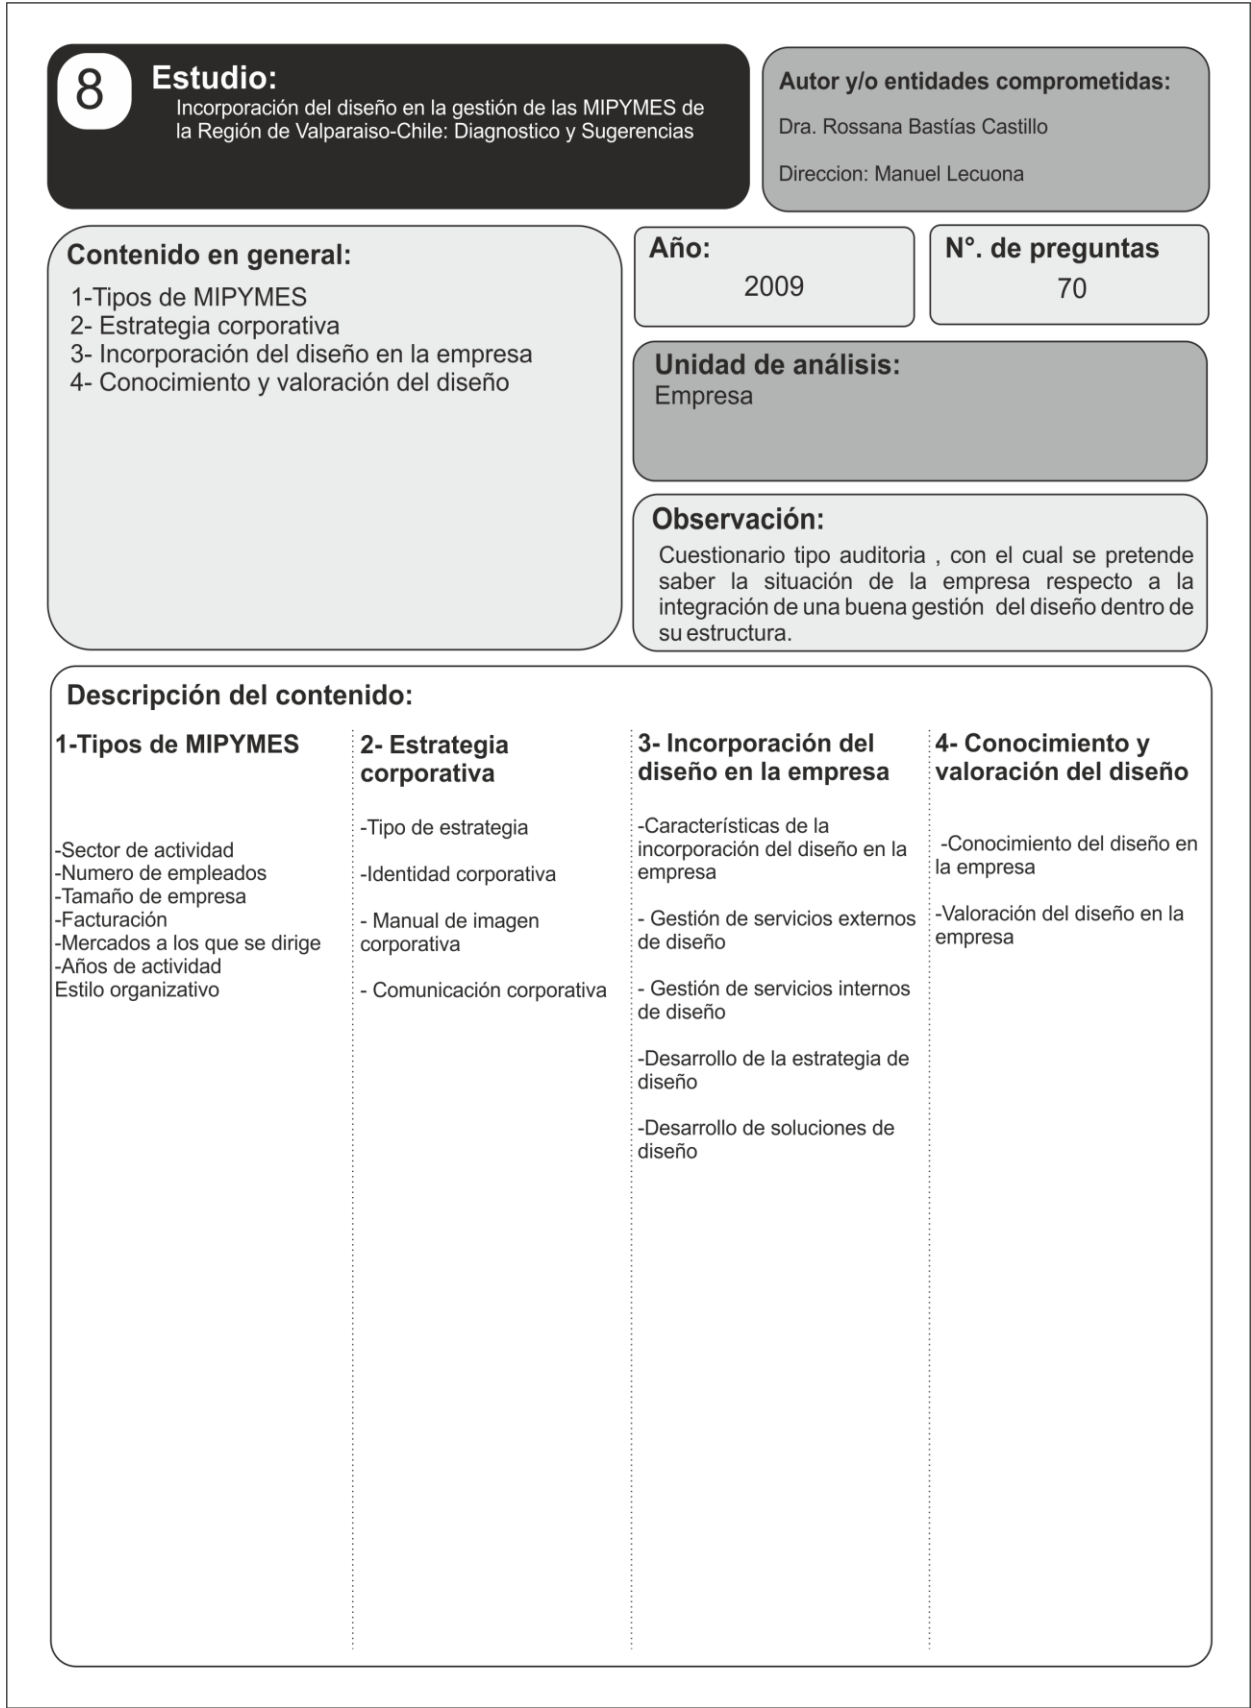 8
Estudio:
Incorporación del diseño en la gestión de las MIPYMES de
la Región de Valparaiso-Chile: Diagnostico y Sugerencias
Autor y/o entidades comprometidas:
Dra. Rossana Bastías Castillo
Direccion: Manuel Lecuona
Contenido en general:
1-Tipos de MIPYMES
2- Estrategia corporativa
3- Incorporación del diseño en la empresa
4- Conocimiento y valoración del diseño
Año:
2009
N°. de preguntas
70
Unidad de análisis:
Empresa
Observación:
Cuestionario tipo auditoria , con el cual se pretende
saber la situación de la empresa respecto a la
integración de una buena gestión del diseño dentro de
su estructura.
Descripción del contenido:
1-Tipos de MIPYMES
-Sector de actividad
-Numero de empleados
-Tamaño de empresa
-Facturación
-Mercados a los que se dirige
-Años de actividad
Estilo organizativo
2- Estrategia
corporativa
-Tipo de estrategia
-Identidad corporativa
- Manual de imagen
corporativa
- Comunicación corporativa
3- Incorporación del
diseño en la empresa
-Características de la
incorporación del diseño en la
empresa
- Gestión de servicios externos
de diseño
- Gestión de servicios internos
de diseño
-Desarrollo de la estrategia de
diseño
-Desarrollo de soluciones de
diseño
4- Conocimiento y
valoración del diseño
-Conocimiento del diseño en
la empresa
-Valoración del diseño en la
empresa